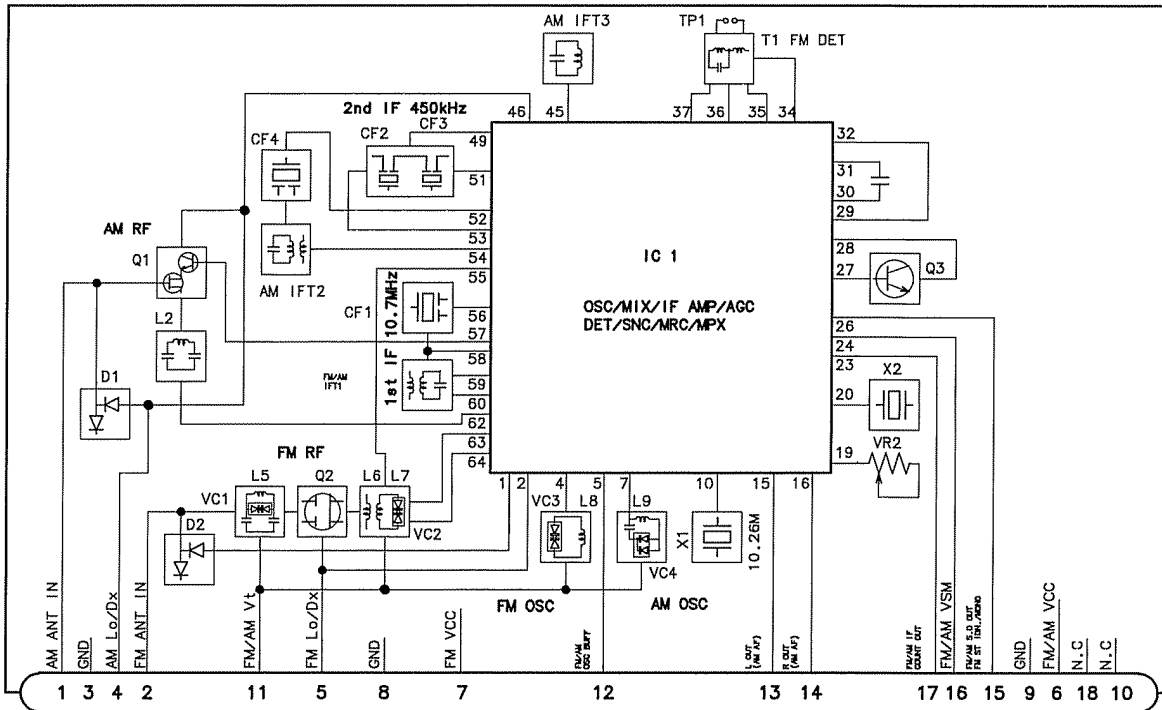 AM IFT3
TP1
T1 FM DET
46
45
37
36
35
34
2nd IF 450kHz
CF3
CF2
CF4
49
51
52
53
54
55
56
57
58
59
60
62
63
64
32
31
30
29
28
27
26
24
23
20
19
AM RF
Q1
AM IFT2
IC 1
OSC/MIX/IF AMP/AGC
DET/SNC/MRC/MPX
Q3
L2
CF1
1st IF 10.7MHz
FM/AM
IFT1
D1
X2
VR2
FM RF
L5
Q2
L6
L7
VC1
VC2
D2
1
2
4
5
7
10
15
16
VC3
L8
L9
VC4
X1
10.26M
FM OSC
AM OSC
AM ANT IN
GND
AM Lo/Dx
FM ANT IN
FM/AM Vt
FM Lo/Dx
GND
FM VCC
FM/AM
OSC BUFF
L OUT
(AM AF)
R OUT
(AM AF)
FM/AM IF
COUNT OUT
FM/AM VSM
FM/AM S.D OUT
FM ST IDN./MONO
GND
FM/AM VCC
N.C
N.C
1 3 4 2 11 5 8 7 12 13 14 17 16 15 9 6 18 10